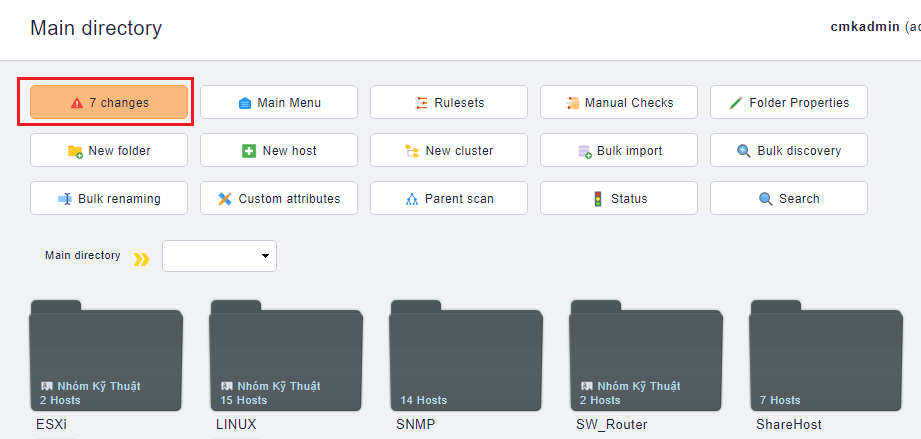 Main directory
cmkadmin (ac
7 changes
Main Menu
Rulesets
Manual Checks
Folder Properties
New folder
New host
New cluster
Bulk import
Bulk discovery
Bulk renaming
Custom attributes
Parent scan
Status
Search
Main directory
Nhóm Kỹ Thuật
2 Hosts
ESXi
Nhóm Kỹ Thuật
15 Hosts
LINUX
14 Hosts
SNMP
Nhóm Kỹ Thuật
2 Hosts
SW_Router
7 Hosts
ShareHost